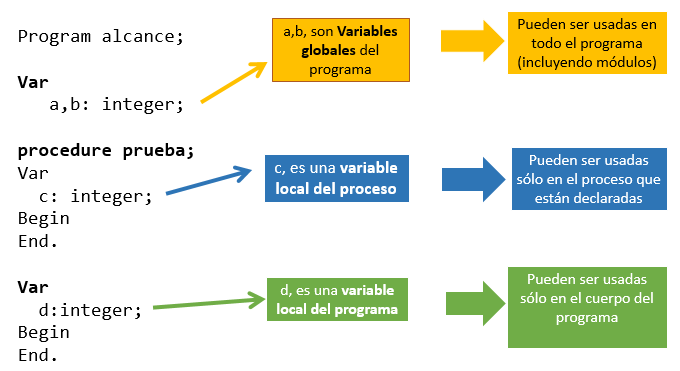 Program alcance;
Var
a,b: integer;
a,b, son Variables
globales del
programa
Pueden ser usadas en
todo el programa
(incluyendo módulos)
procedure prueba;
Var
c: integer;
Begin
End.
c, es una variable
local del proceso
Pueden ser usadas
sólo en el proceso que
están declaradas
Var
d:integer;
Begin
End.
d, es una variable
local del programa
Pueden ser usadas
sólo en el cuerpo del
programa